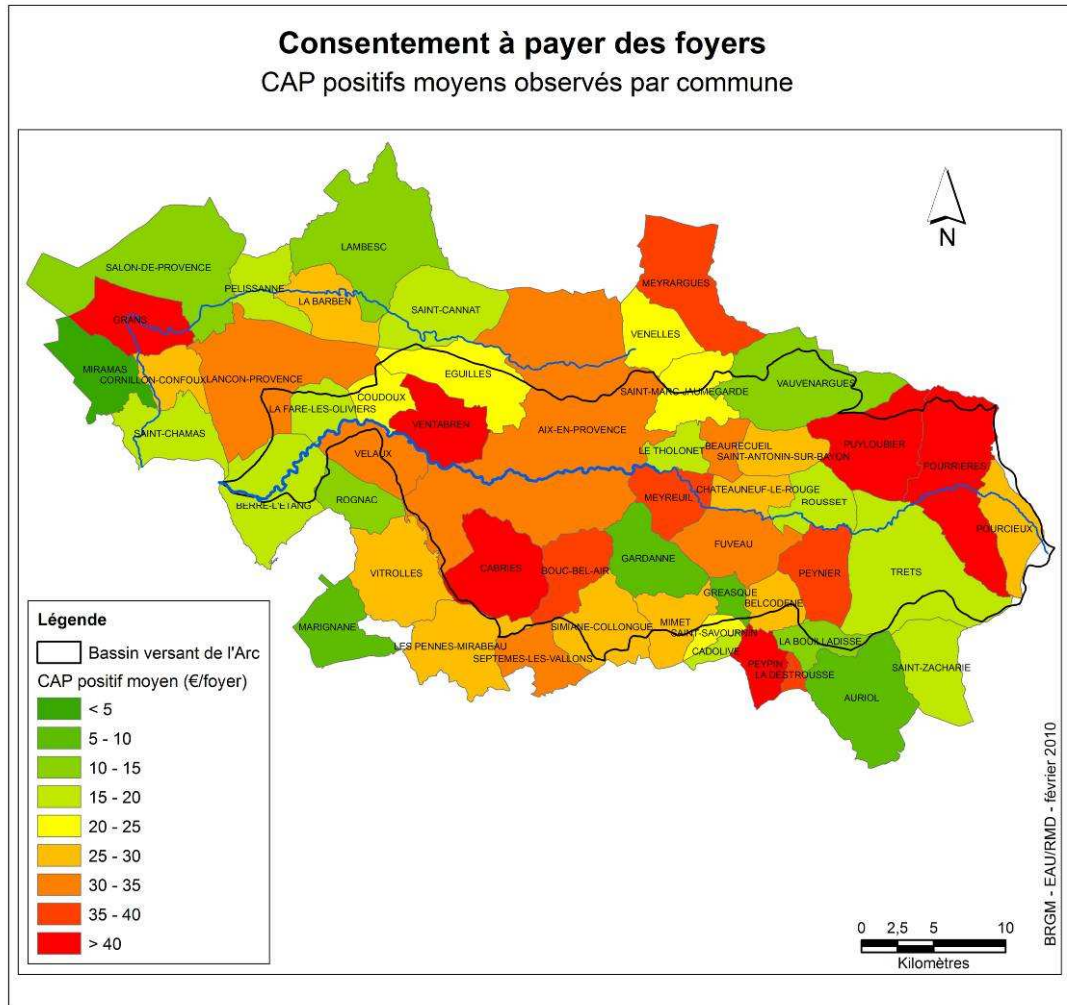 Consentement à payer des foyers
CAP positifs moyens observés par commune
N
LAMBESC
SALON-DE-PROVENCE
MEYRARGUES
PELISSANNE
LA BARBEN
SAINT-CANNAT
GRANS
VENELLES
MIRAMAS
CORNILLON-CONFOUX
LANCON-PROVENCE
EGUILLES
SAINT-MARC-JAUMEGARDE
VAUVENARGUES
COUDOUX
LA FARE-LES-OLIVIERS
VENTABREN
AIX-EN-PROVENCE
SAINT-CHAMAS
LE THOLONET
BEAURECUEIL
PUYLOUBIER
SAINT-ANTONIN-SUR-BAYON
VELAUX
POURRIERES
BERRE-L'ETANG
ROGNAC
MEYREUIL
CHATEAUNEUF-LE-ROUGE
ROUSSET
POURCIEUX
VITROLLES
CABRIES
BOUC-BEL-AIR
GARDANNE
FUVEAU
PEYNIER
TRETS
GREASQUE
BELCODENE
MARIGNANE
SIMIANE-COLLONGUE
MIMET
SAINT-SAVOURNIN
LES PENNES-MIRABEAU
SEPTEMES-LES-VALLONS
CADOLIVE
LA BOUILLADISSE
PEYPIN
LA DESTROUSSE
SAINT-ZACHARIE
AURIOL
Légende
Bassin versant de l'Arc
CAP positif moyen (€/foyer)
< 5
5 - 10
10 - 15
15 - 20
20 - 25
25 - 30
30 - 35
35 - 40
> 40
0 2,5 5 10
Kilomètres
BRGM - EAU/RMD - février 2010